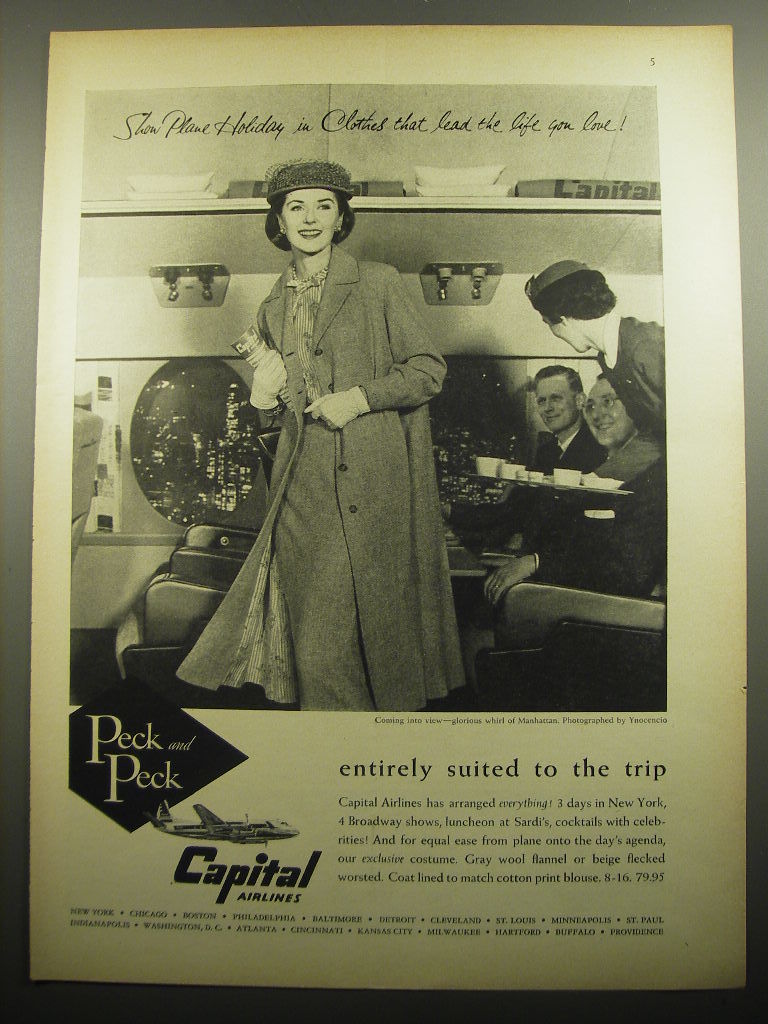 5
Show Plane Holiday in Clothes that lead the life you love!
Capital
Capital
Coming into view—glorious whirl of Manhattan. Photographed by Ynocencio
Peck and
Peck
entirely suited to the trip
Capital Airlines has arranged everything! 3 days in New York,
4 Broadway shows, luncheon at Sardi's, cocktails with celeb-
rities! And for equal ease from plane onto the day's agenda,
our exclusive costume. Gray wool flannel or beige flecked
worsted. Coat lined to match cotton print blouse. 8-16. 79.95
Capital
AIRLINES
NEW YORK • CHICAGO • BOSTON • PHILADELPHIA • BALTIMORE • DETROIT • CLEVELAND • ST. LOUIS • MINNEAPOLIS • ST. PAUL
INDIANAPOLIS • WASHINGTON, D. C. • ATLANTA • CINCINNATI • KANSAS CITY • MILWAUKEE • HARTFORD • BUFFALO • PROVIDENCE